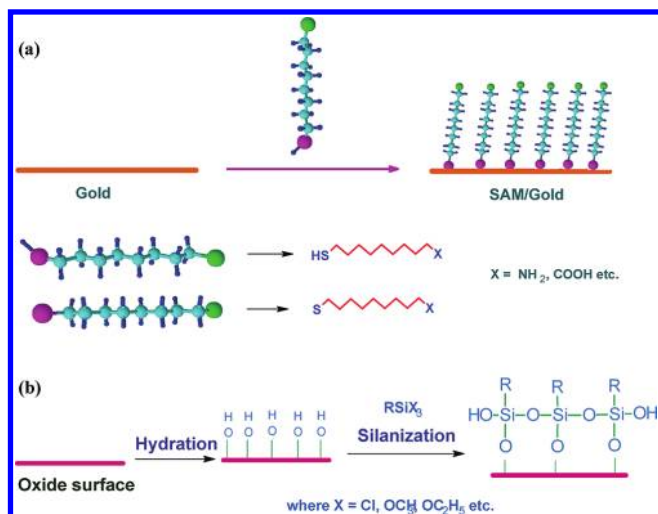 (a)
Gold
SAM/Gold
HS
X
X = NH2, COOH etc.
S
X
(b)
H H H H H
O O O O O
Hydration
RSiX3
Silanization
R R R
HO Si O Si O Si OH
O O O
Oxide surface
where X = Cl, OCH3, OC2H5 etc.